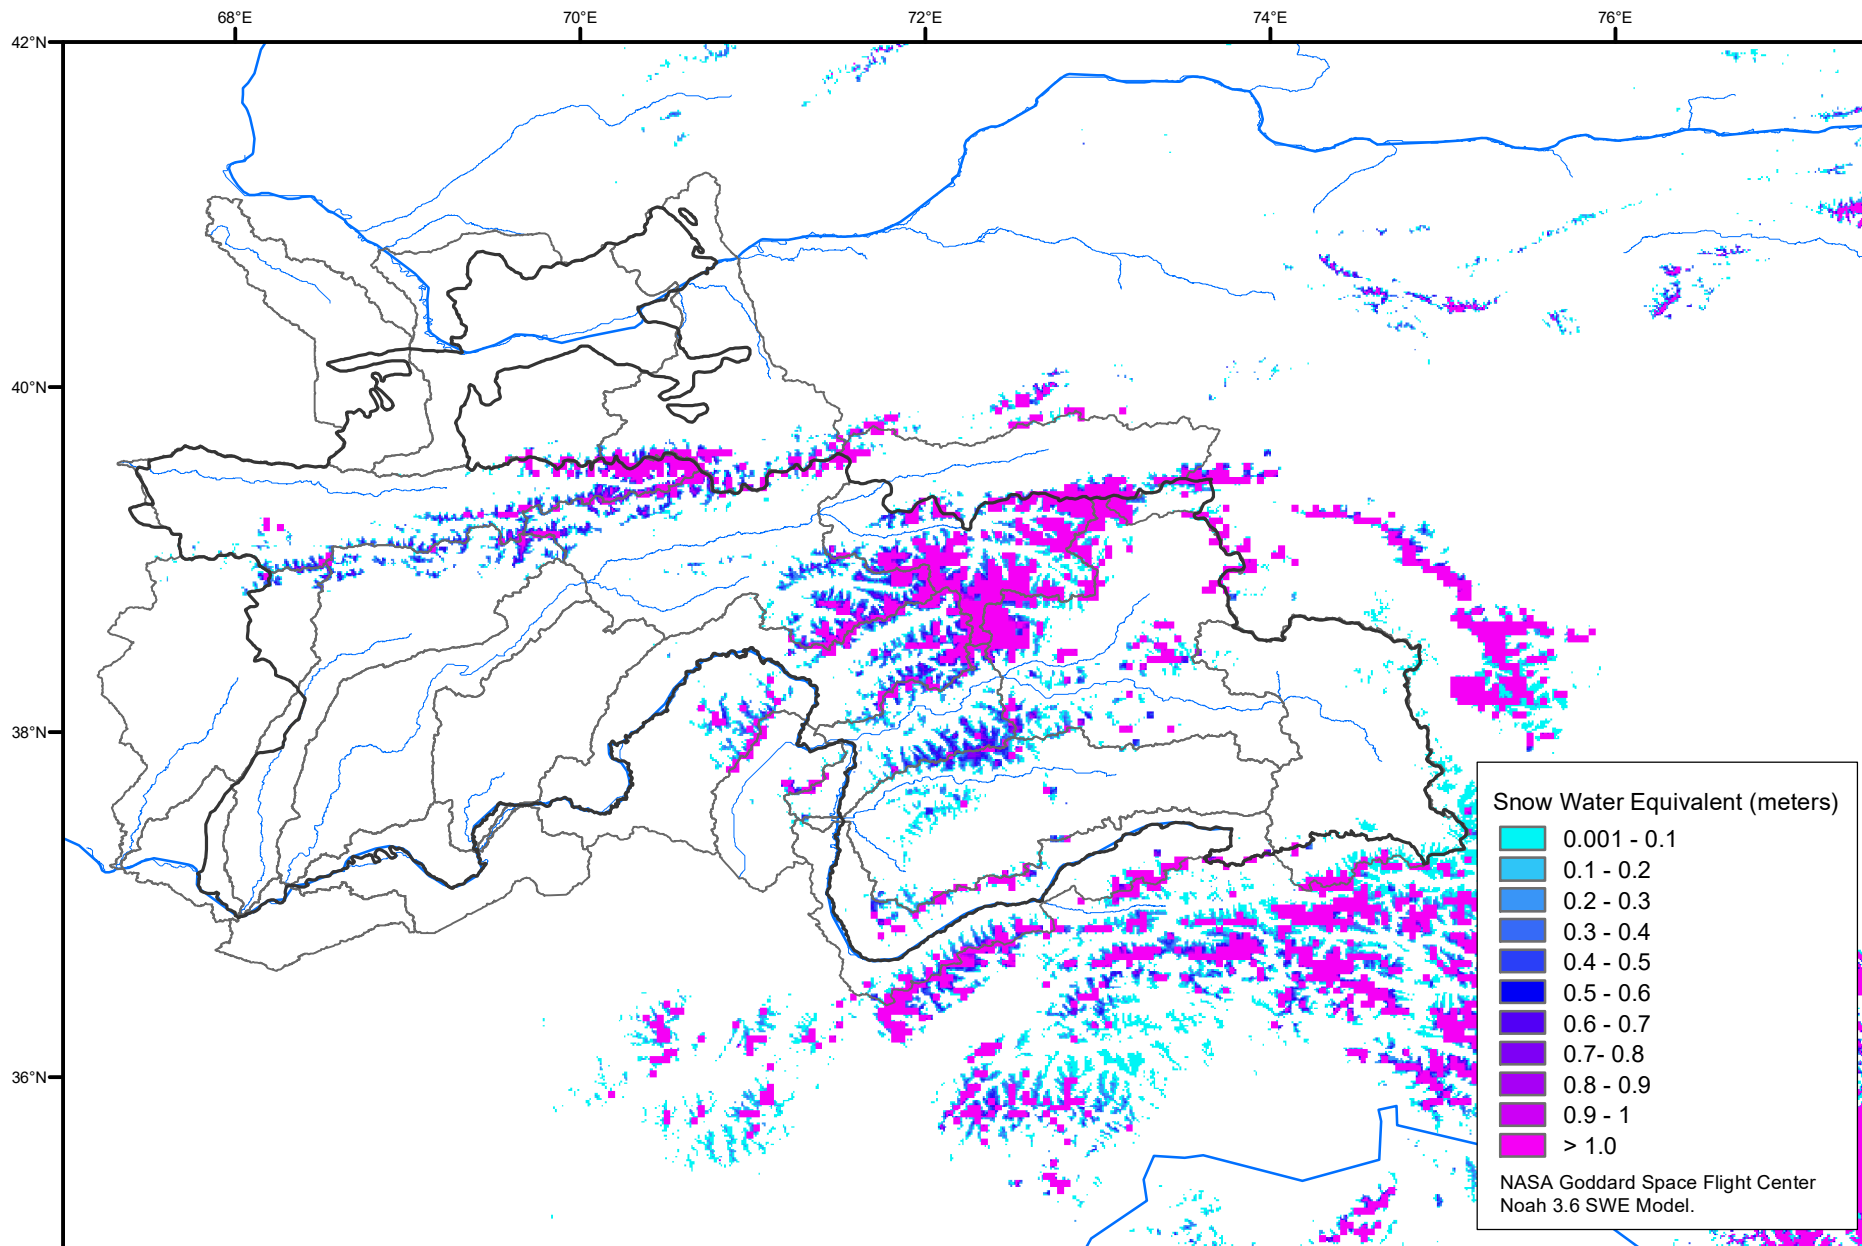 68°E 70°E 72°E 74°E 76°E
42°N
40°N
38°N
36°N
Snow Water Equivalent (meters)
0.001 - 0.1
0.1 - 0.2
0.2 - 0.3
0.3 - 0.4
0.4 - 0.5
0.5 - 0.6
0.6 - 0.7
0.7- 0.8
0.8 - 0.9
0.9 - 1
> 1.0
NASA Goddard Space Flight Center
Noah 3.6 SWE Model.